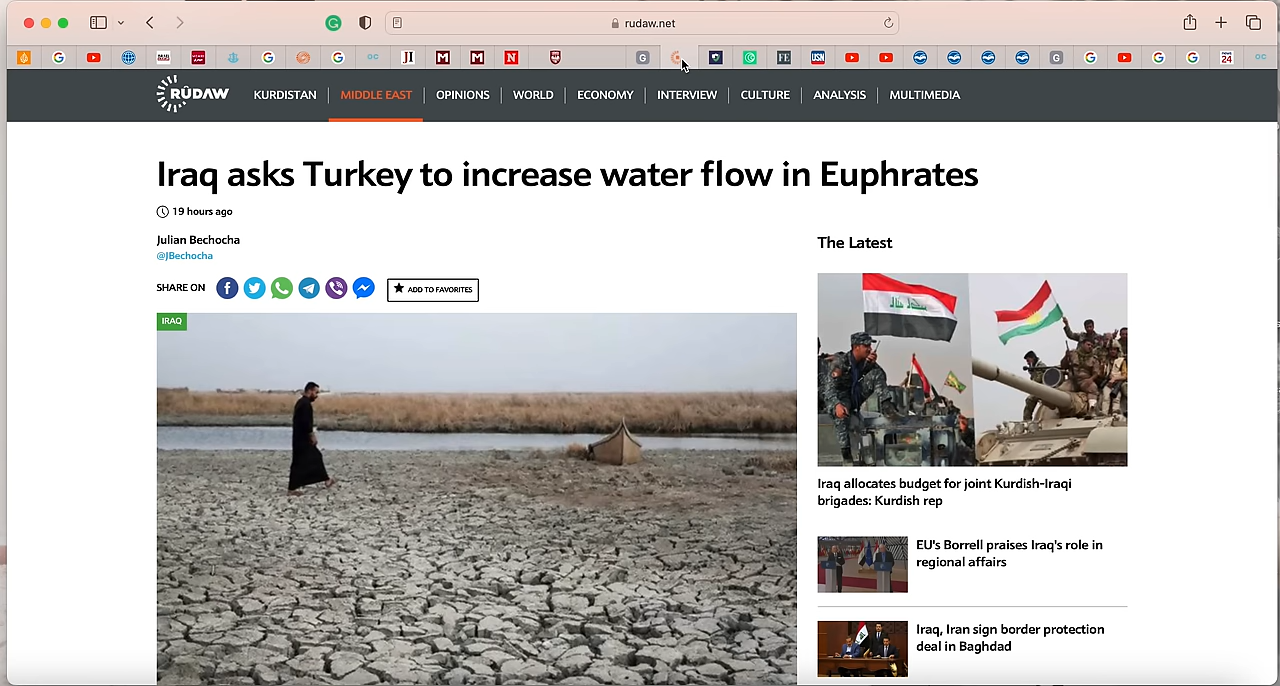 rudaw.net
RÛDAW
KURDISTAN
MIDDLE EAST
OPINIONS
WORLD
ECONOMY
INTERVIEW
CULTURE
ANALYSIS
MULTIMEDIA
Iraq asks Turkey to increase water flow in Euphrates
19 hours ago
Julian Bechocha
@JBechocha
SHARE ON
ADD TO FAVORITES
IRAQ
The Latest
Iraq allocates budget for joint Kurdish-Iraqi
brigades: Kurdish rep
EU's Borrell praises Iraq's role in
regional affairs
Iraq, Iran sign border protection
deal in Baghdad